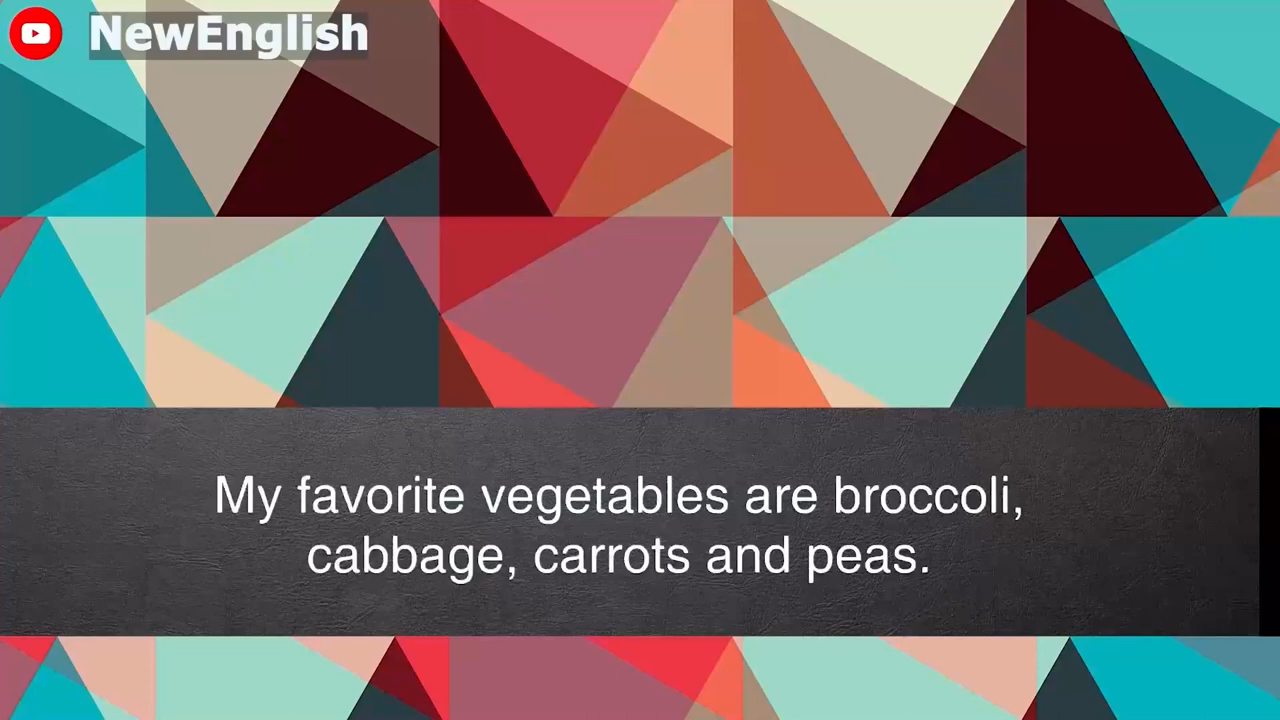 NewEnglish
My favorite vegetables are broccoli,
cabbage, carrots and peas.